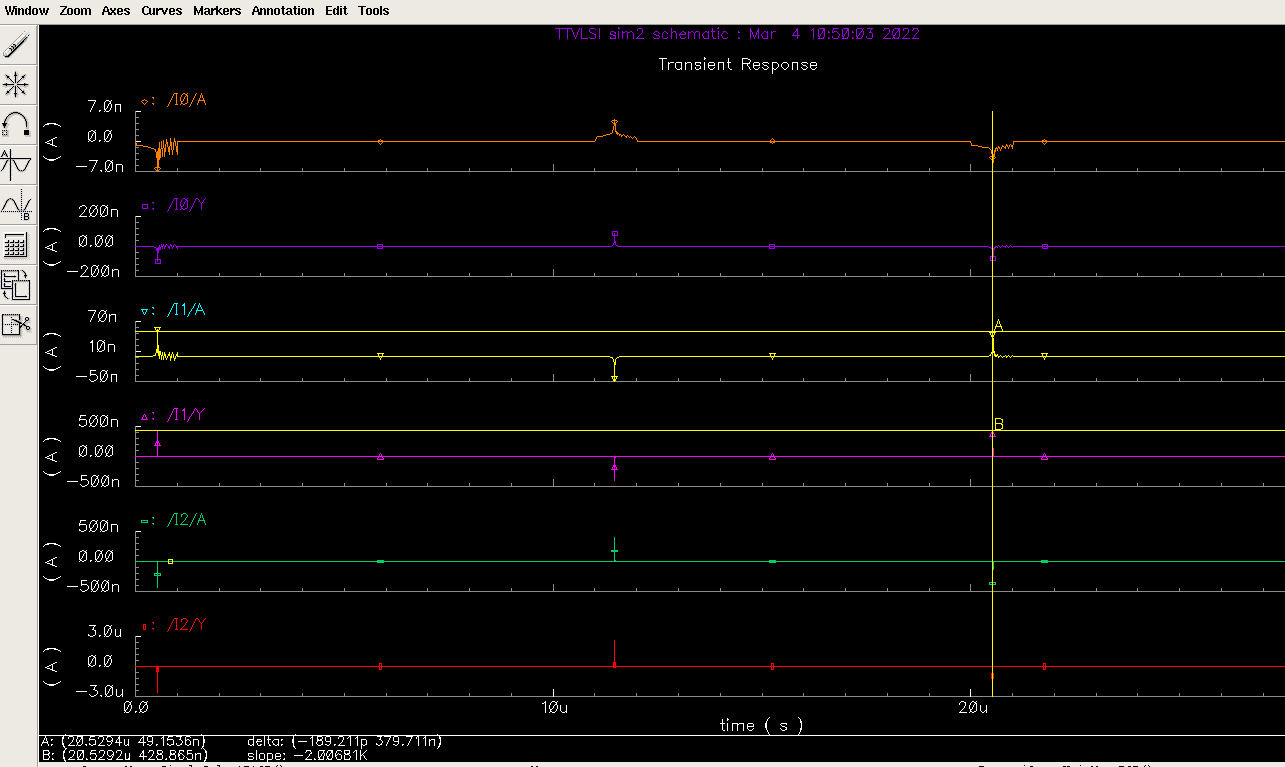 Window Zoom Axes Curves Markers Annotation Edit Tools
TTVLSI sim2 schematic : Mar 4 10:50:03 2022
Transient Response
◇: /I0/A
7.0n
0.0
−7.0n
(A)
□: /I0/Y
200n
0.00
−200n
(A)
▽: /I1/A
70n
10n
−50n
(A)
A
△: /I1/Y
500n
0.00
−500n
(A)
B
: /I2/A
500n
0.00
−500n
(A)
: /I2/Y
3.0u
0.0
−3.0u
(A)
0.0 10u 20u
time ( s )
A: (20.5294u 49.1536n) delta: (−189.211p 379.711n)
B: (20.5292u 428.865n) slope: −2.00681K